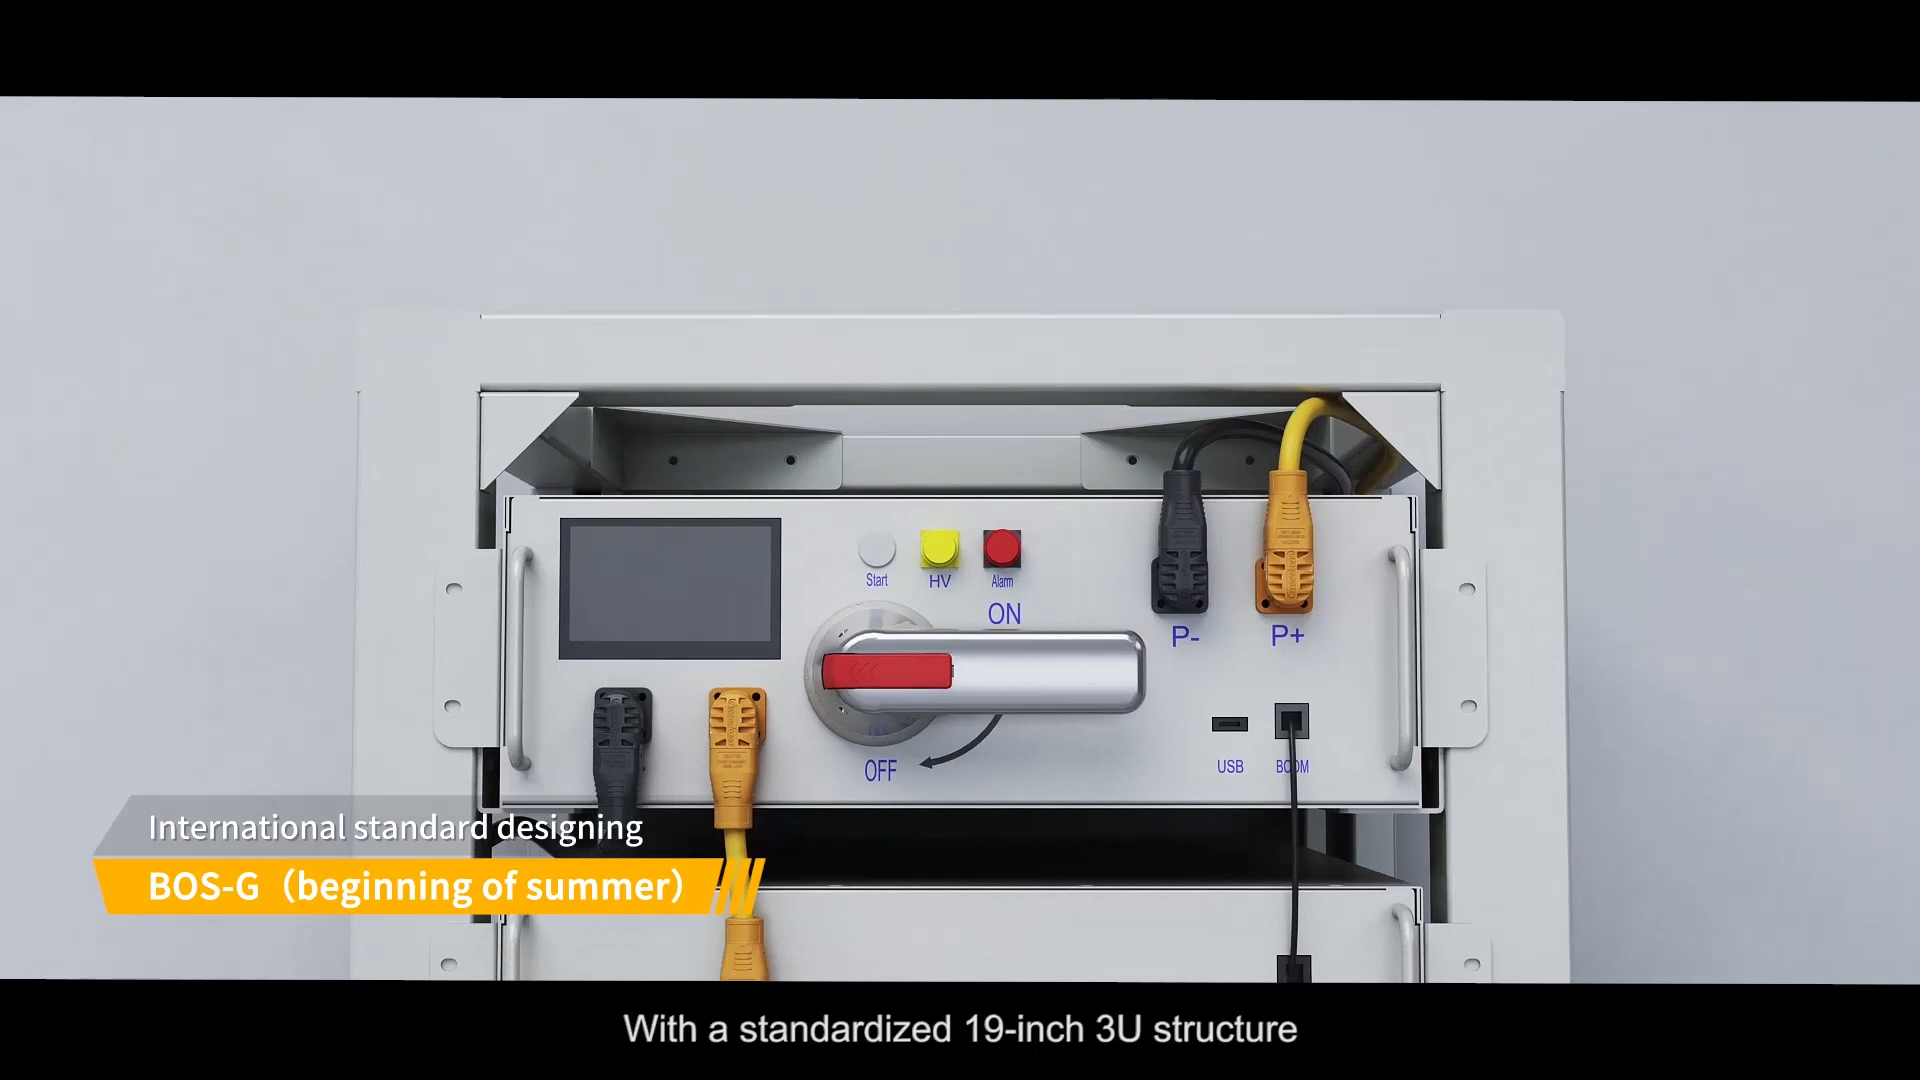 Start
HV
Alarm
ON
P-
P+
OFF
USB
BCOM
International standard designing
BOS-G（beginning of summer）
With a standardized 19-inch 3U structure